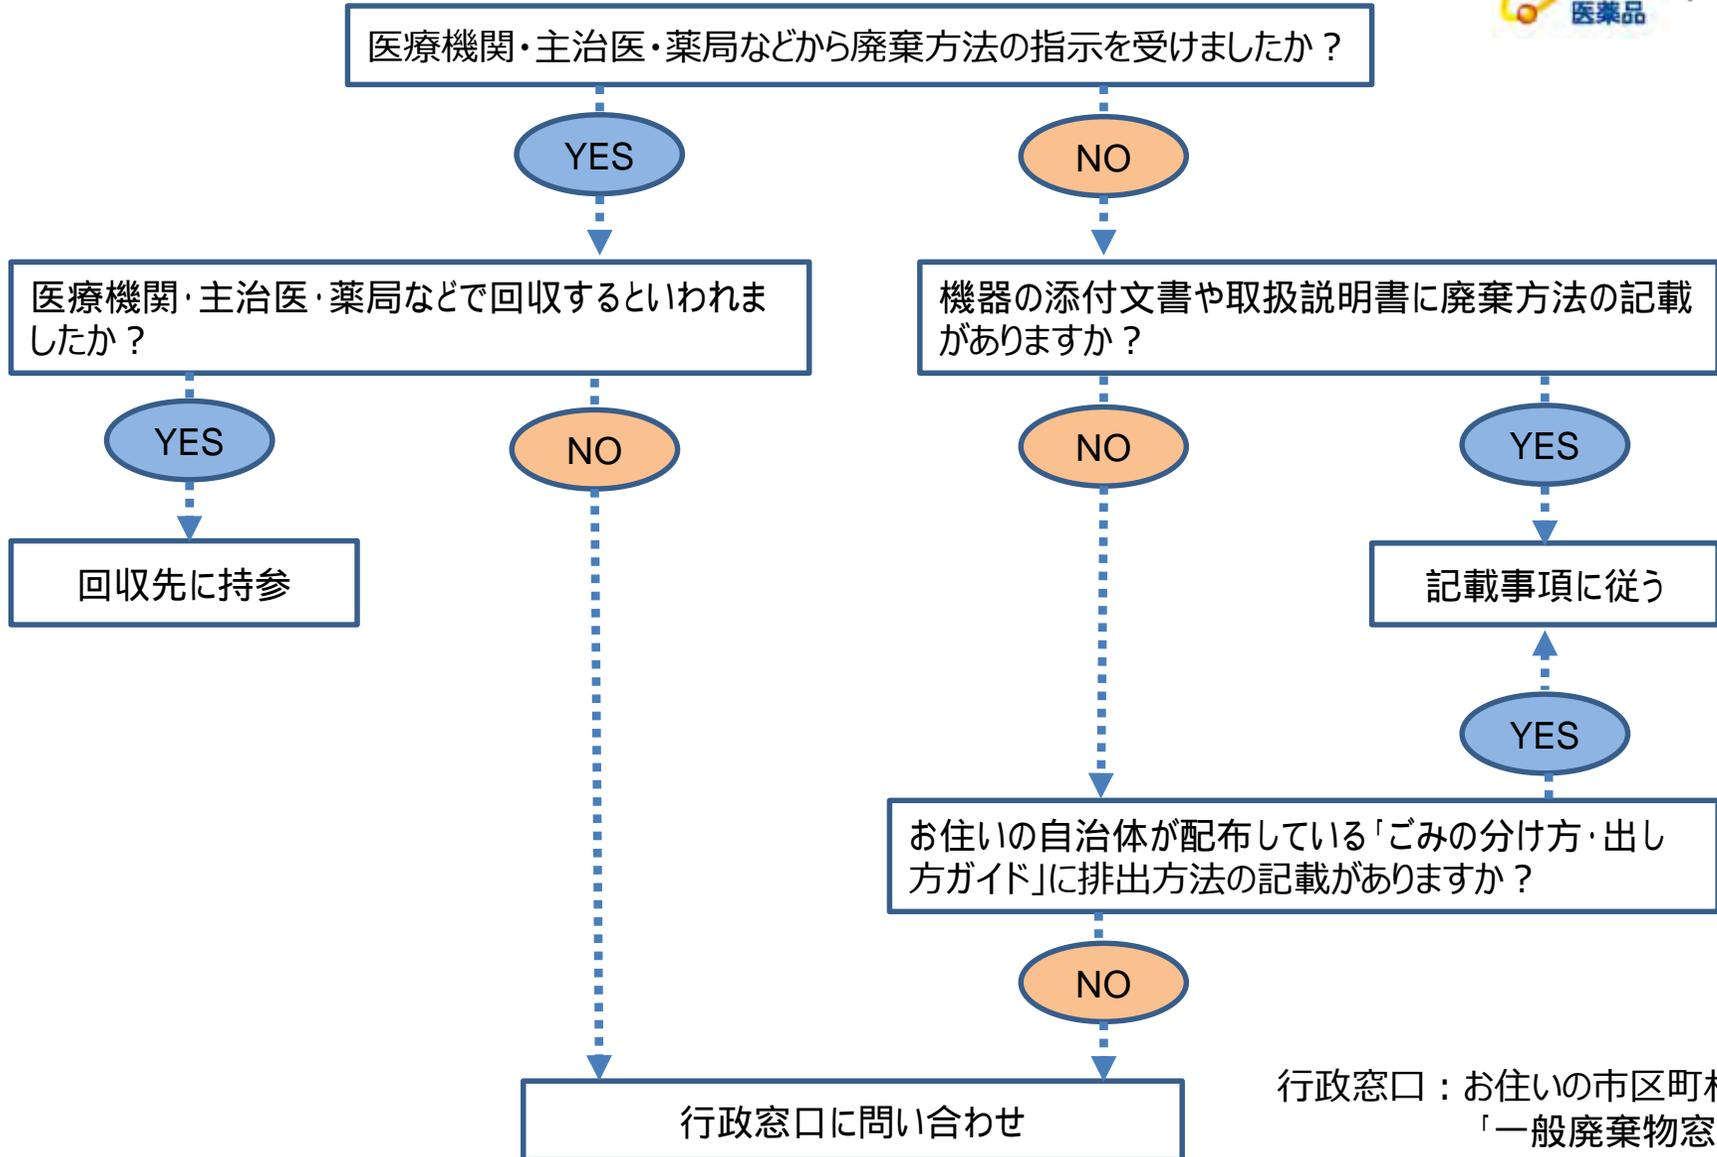 医薬品
医療機関・主治医・薬局などから廃棄方法の指示を受けましたか？
YES
NO
医療機関・主治医・薬局などで回収するといわれま
したか？
機器の添付文書や取扱説明書に廃棄方法の記載
がありますか？
YES
NO
NO
YES
回収先に持参
記載事項に従う
YES
お住いの自治体が配布している「ごみの分け方・出し
方ガイド」に排出方法の記載がありますか？
NO
行政窓口に問い合わせ
行政窓口：お住いの市区町
「一般廃棄物窓